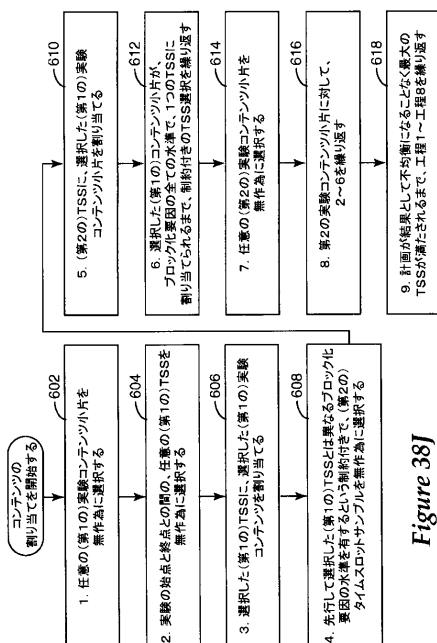 コンテンツの
割り当てを開始する
602
1. 任意の(第1の)実験コンテンツ小片を
無作為に選択する
604
2. 実験の始点と終点との間の、任意の(第1の)TSSを
無作為に選択する
606
3. 選択した(第1の)TSSに、選択した(第1の)実験
コンテンツを割り当てる
608
4. 先行して選択した(第1の)TSSとは異なるブロック化
要因の水準を有するという制約付きで、(第2の)
タイムスロットサンプルを無作為に選択する
610
5. (第2の)TSSに、選択した(第1の)実験
コンテンツ小片を割り当てる
612
6. 選択した(第1の)コンテンツ小片が、
ブロック化要因の全ての水準で、1つのTSSに
割り当てられるまで、制約付きのTSS選択を繰り返す
614
7. 任意の(第2の)実験コンテンツ小片を
無作為に選択する
616
8. 第2の実験コンテンツ小片に対して、
2~6を繰り返す
618
9. 計画が結果として不均衡になることなく最大の
TSSが満たされるまで、工程1~工程8を繰り返す
Figure 38J